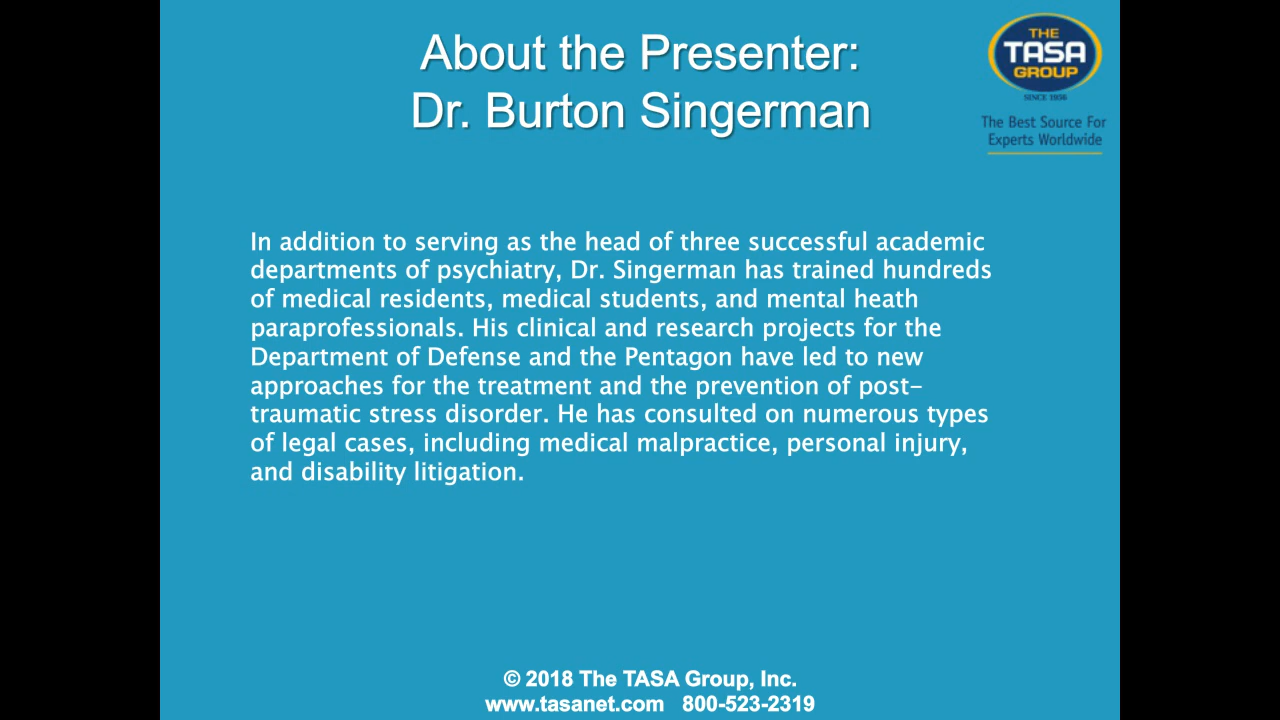 About the Presenter:
Dr. Burton Singerman
THE
TASA
GROUP
SINCE 1956
The Best Source For
Experts Worldwide
In addition to serving as the head of three successful academic
departments of psychiatry, Dr. Singerman has trained hundreds
of medical residents, medical students, and mental heath
paraprofessionals. His clinical and research projects for the
Department of Defense and the Pentagon have led to new
approaches for the treatment and the prevention of post-
traumatic stress disorder. He has consulted on numerous types
of legal cases, including medical malpractice, personal injury,
and disability litigation.
© 2018 The TASA Group, Inc.
www.tasanet.com 800-523-2319